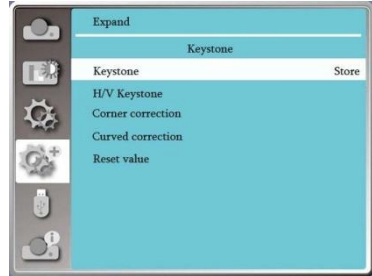 Expand
Keystone
Keystone Store
H/V Keystone
Corner correction
Curved correction
Reset value